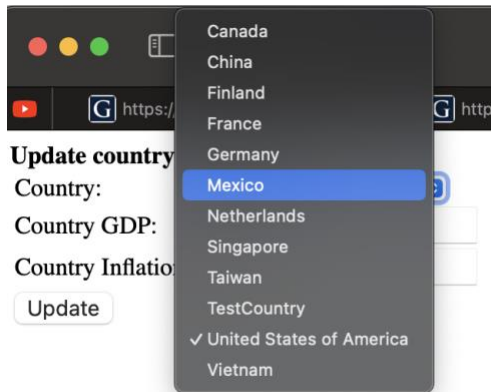 Canada
China
Finland
France
Germany
Mexico
Netherlands
Singapore
Taiwan
TestCountry
✓ United States of America
Vietnam
G https:/
G http
Update country
Country:
Country GDP:
Country Inflatio
Update